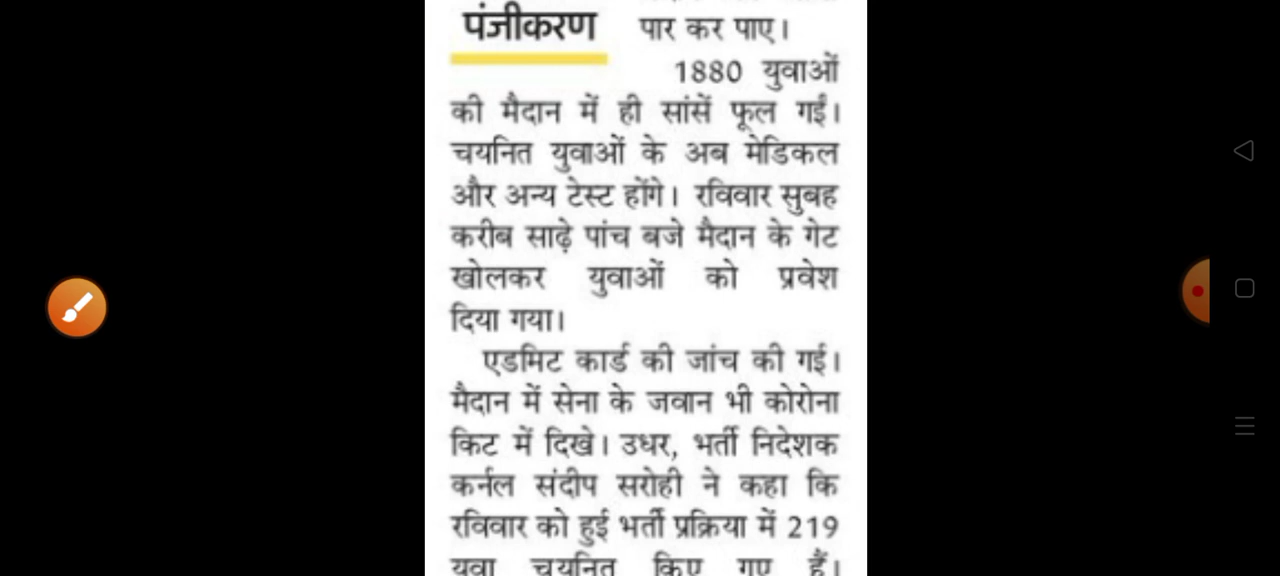 पंजीकरण
पार कर पाए।
1880 युवाओं
की मैदान में ही सांसें फूल गईं।
चयनित युवाओं के अब मेडिकल
और अन्य टेस्ट होंगे। रविवार सुबह
करीब साढ़े पांच बजे मैदान के गेट
खोलकर युवाओं को प्रवेश
दिया गया।
एडमिट कार्ड की जांच की गई।
मैदान में सेना के जवान भी कोरोना
किट में दिखे। उधर, भर्ती निदेशक
कर्नल संदीप सरोही ने कहा कि
रविवार को हुई भर्ती प्रक्रिया में 219
युवा चयनित किए गए हैं।